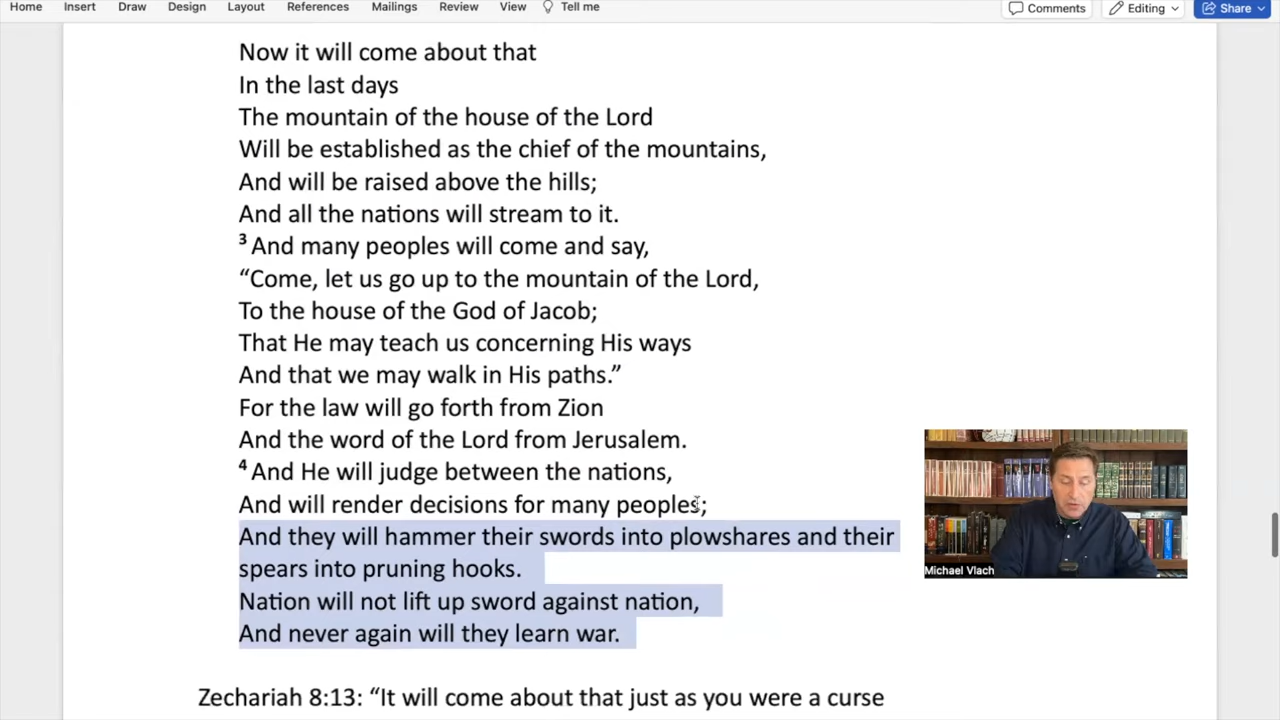 Home Insert Draw Design Layout References Mailings Review View Tell me Comments Editing Share
Now it will come about that
In the last days
The mountain of the house of the Lord
Will be established as the chief of the mountains,
And will be raised above the hills;
And all the nations will stream to it.
3 And many peoples will come and say,
“Come, let us go up to the mountain of the Lord,
To the house of the God of Jacob;
That He may teach us concerning His ways
And that we may walk in His paths.”
For the law will go forth from Zion
And the word of the Lord from Jerusalem.
4 And He will judge between the nations,
And will render decisions for many peoples;
And they will hammer their swords into plowshares and their
spears into pruning hooks.
Nation will not lift up sword against nation,
And never again will they learn war.
Michael Vlach
Zechariah 8:13: “It will come about that just as you were a curse